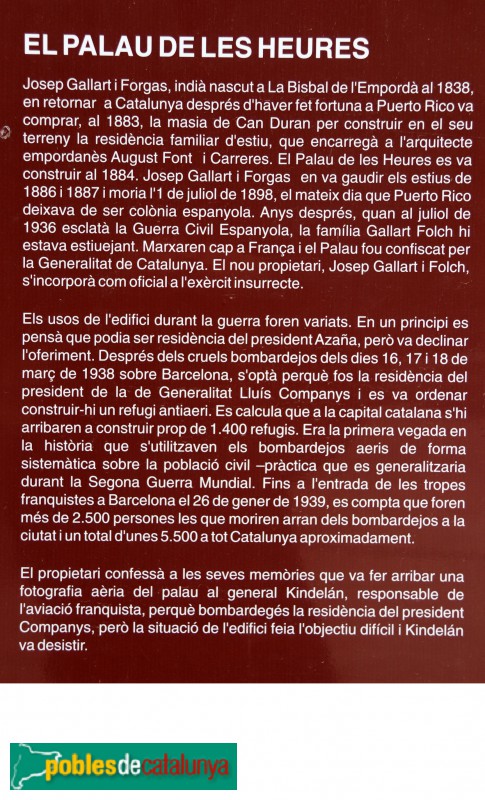 EL PALAU DE LES HEURES
Josep Gallart i Forgas, indià nascut a La Bisbal de l'Empordà al 1838,
en retornar a Catalunya després d'haver fet fortuna a Puerto Rico va
comprar, al 1883, la masia de Can Duran per construir en el seu
terreny la residència familiar d'estiu, que encarregà a l'arquitecte
empordanès August Font i Carreres. El Palau de les Heures es va
construir al 1884. Josep Gallart i Forgas en va gaudir els estius de
1886 i 1887 i moria l'1 de juliol de 1898, el mateix dia que Puerto Rico
deixava de ser colònia espanyola. Anys després, quan al juliol de
1936 esclatà la Guerra Civil Espanyola, la família Gallart Folch hi
estava estiuejant. Marxaren cap a França i el Palau fou confiscat per
la Generalitat de Catalunya. El nou propietari, Josep Gallart i Folch,
s'incorporà com oficial a l'exèrcit insurrecte.
Els usos de l'edifici durant la guerra foren variats. En un principi es
pensà que podia ser residència del president Azaña, però va declinar
l'oferiment. Després dels cruels bombardejos dels dies 16, 17 i 18 de
març de 1938 sobre Barcelona, s'optà perquè fos la residència del
president de la de Generalitat Lluís Companys i es va ordenar
construir-hi un refugi antiaeri. Es calcula que a la capital catalana s'hi
arribaren a construir prop de 1.400 refugis. Era la primera vegada en
la història que s'utilitzaven els bombardejos aeris de forma
sistemàtica sobre la població civil –pràctica que es generalitzaria
durant la Segona Guerra Mundial. Fins a l'entrada de les tropes
franquistes a Barcelona el 26 de gener de 1939, es compta que foren
més de 2.500 persones les que moriren arran dels bombardejos a la
ciutat i un total d'unes 5.500 a tot Catalunya aproximadament.
El propietari confessà a les seves memòries que va fer arribar una
fotografia aèria del palau al general Kindelán, responsable de
l'aviació franquista, perquè bombardegés la residència del president
Companys, però la situació de l'edifici feia l'objectiu difícil i Kindelán
va desistir.
poblesdecatalunya